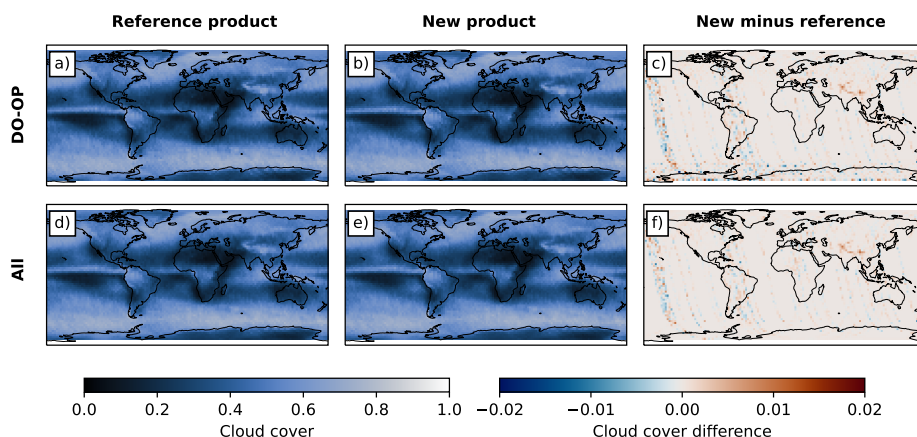 Reference product
New product
New minus reference
DO-OP
a)
b)
c)
All
d)
e)
f)
0.0 0.2 0.4 0.6 0.8 1.0
Cloud cover
−0.02 −0.01 0.00 0.01 0.02
Cloud cover difference